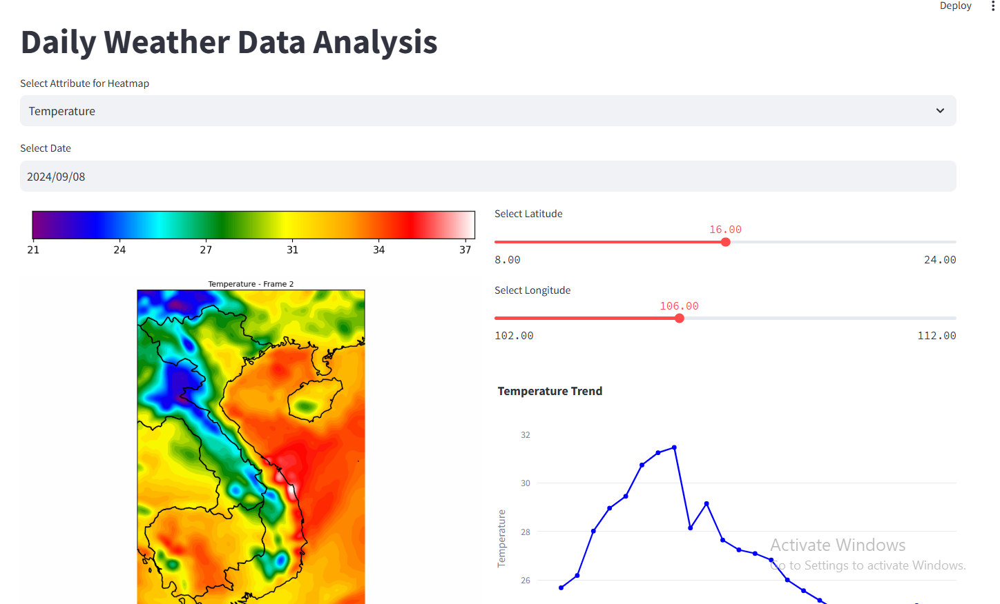 Deploy
Daily Weather Data Analysis
Select Attribute for Heatmap
Temperature
Select Date
2024/09/08
21 24 27 31 34 37
Temperature - Frame 2
Select Latitude
16.00
8.00 24.00
Select Longitude
106.00
102.00 112.00
Temperature Trend
32
30
28
26
Temperature
Activate Windows
Go to Settings to activate Windows.